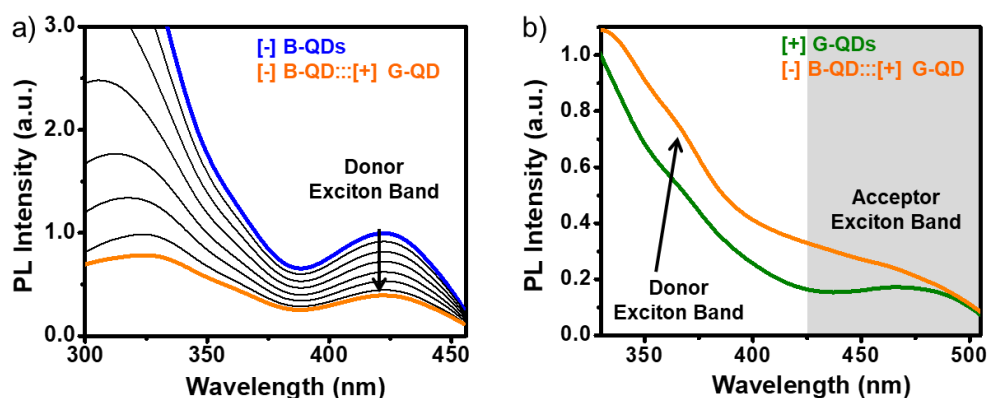 a)
[-] B-QDs
[-] B-QD:::[+] G-QD
Donor
Exciton Band
PL Intensity (a.u.)
3.0
2.0
1.0
0.0
300
350
400
450
Wavelength (nm)
b)
[+] G-QDs
[-] B-QD:::[+] G-QD
Acceptor
Exciton Band
Donor
Exciton Band
PL Intensity (a.u.)
1.0
0.8
0.6
0.4
0.2
0.0
350
400
450
500
Wavelength (nm)